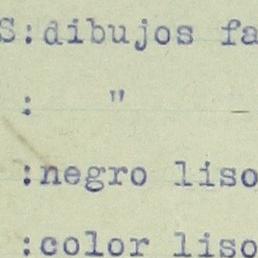 S:dibujos fa
: " -
:negro liso
:color liso